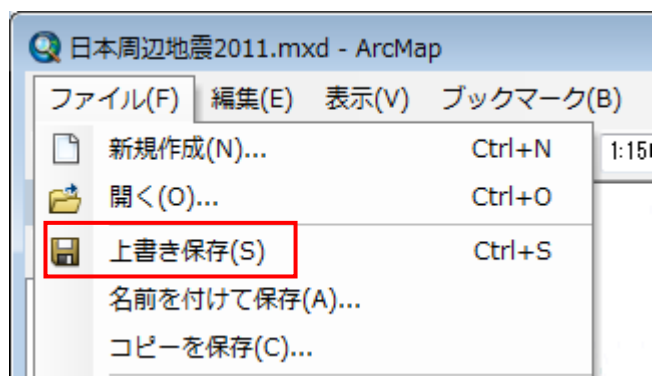 日本周辺地震2011.mxd - ArcMap
ファイル(F) 編集(E) 表示(V) ブックマーク(B)
新規作成(N)... Ctrl+N 1:15
開く(O)... Ctrl+O
上書き保存(S) Ctrl+S
名前を付けて保存(A)...
コピーを保存(C)...